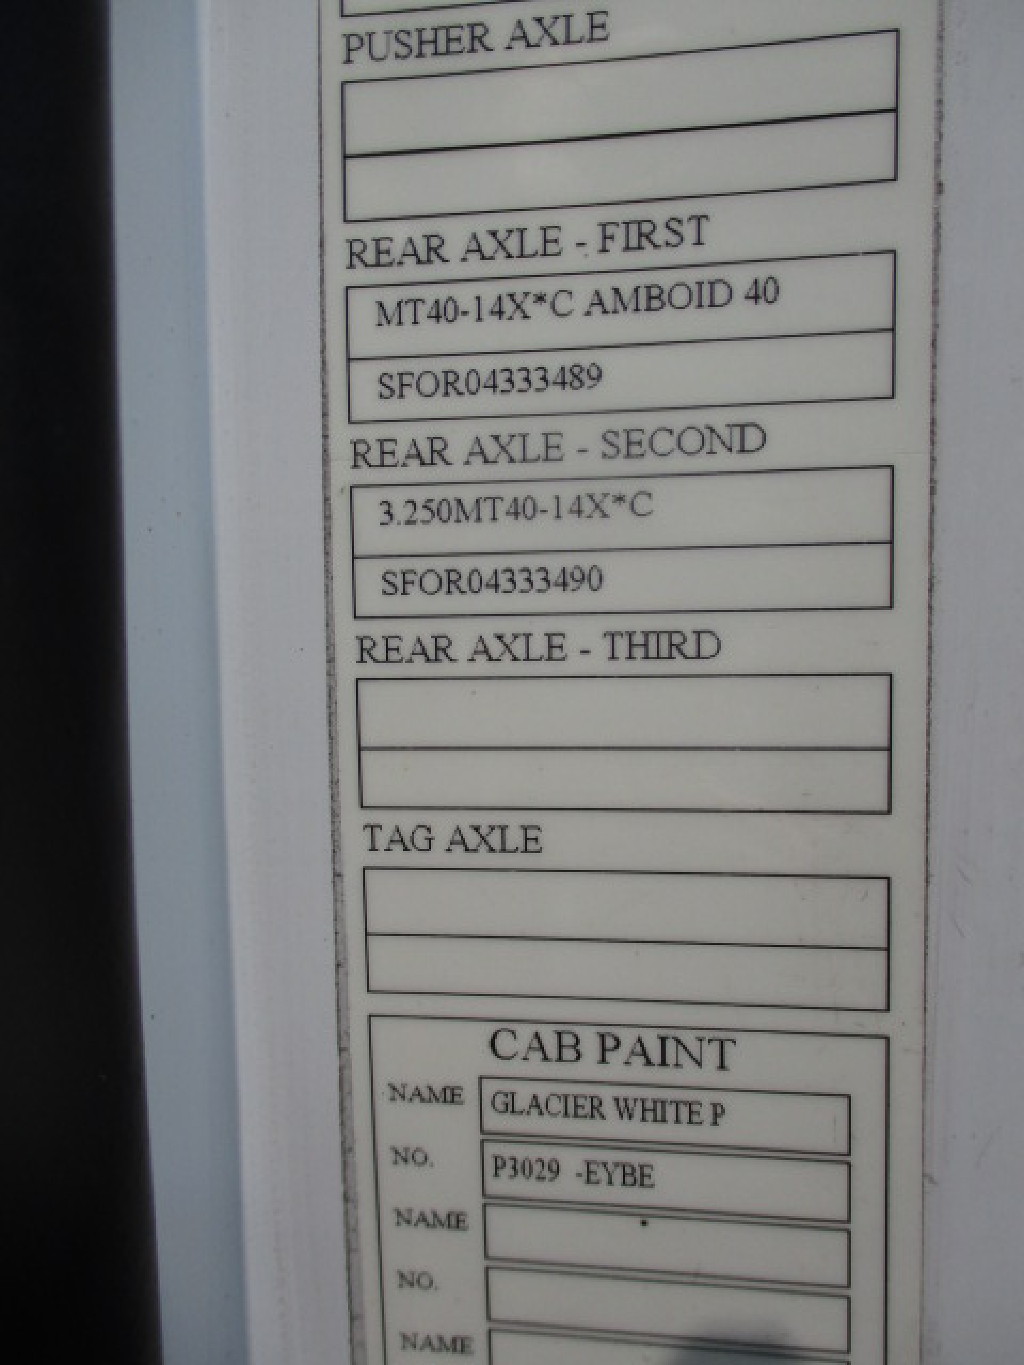 PUSHER AXLE
REAR AXLE - FIRST
MT40-14X*C AMBOID 40
SFOR04333489
REAR AXLE - SECOND
3.250MT40-14X*C
SFOR04333490
REAR AXLE - THIRD
TAG AXLE
CAB PAINT
NAME GLACIER WHITE P
NO. P3029 -EYBE
NAME
NO.
NAME